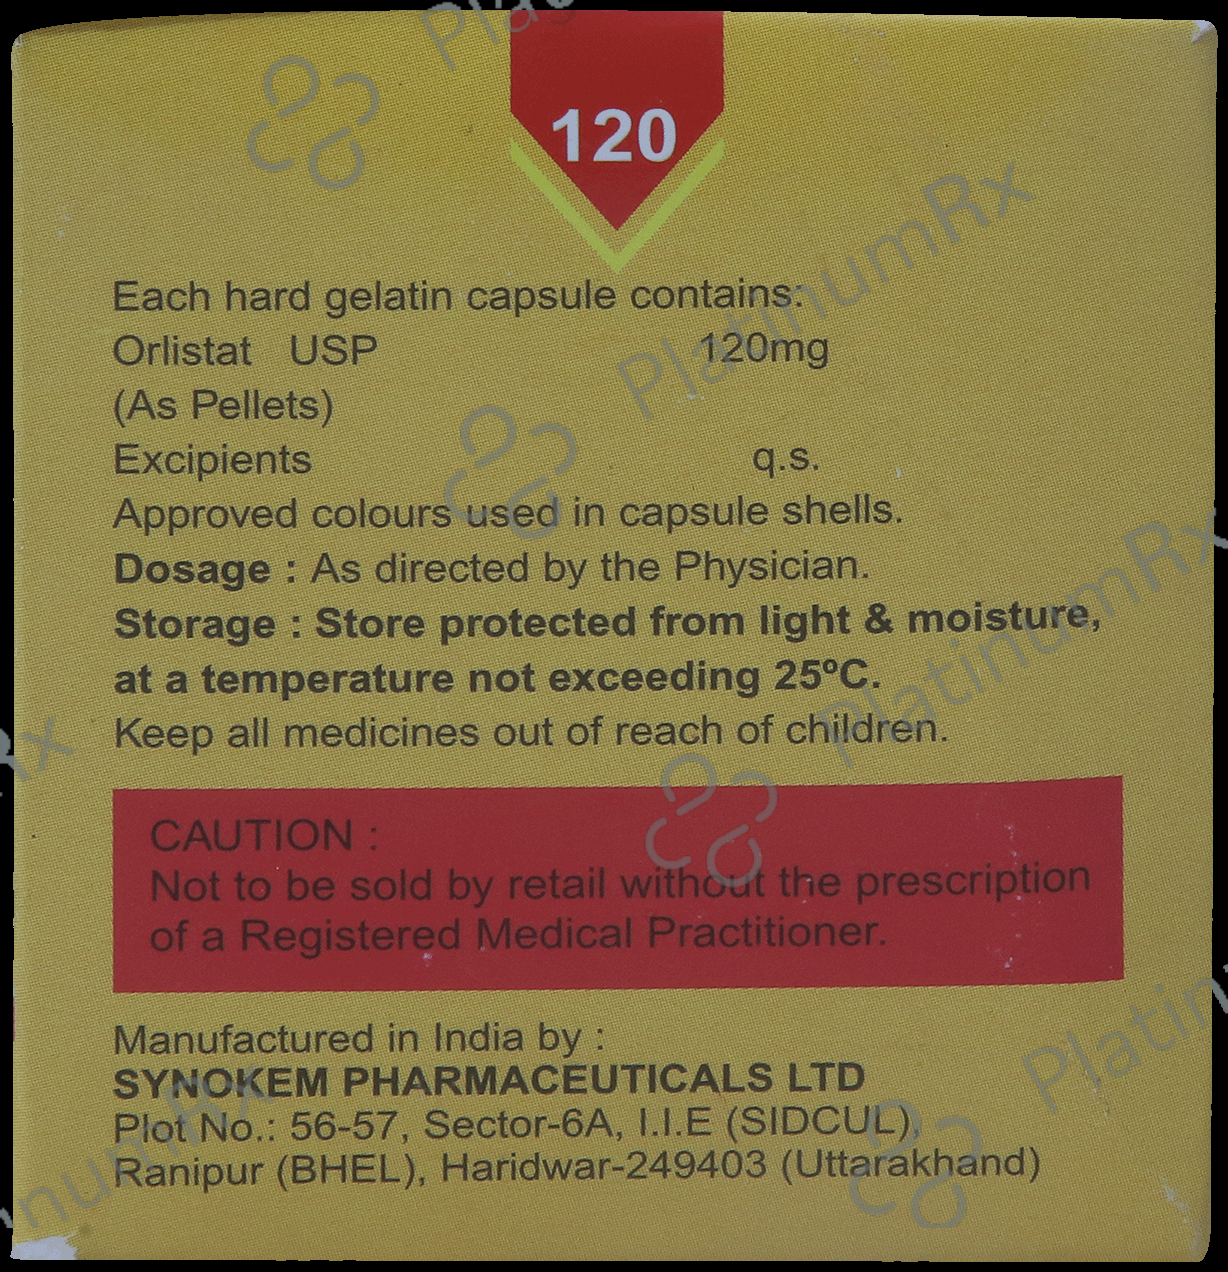 120
Each hard gelatin capsule contains:
Orlistat USP 120mg
(As Pellets)
Excipients q.s.
Approved colours used in capsule shells.
Dosage : As directed by the Physician.
Storage : Store protected from light & moisture,
at a temperature not exceeding 25ºC.
Keep all medicines out of reach of children.
CAUTION :
Not to be sold by retail without the prescription
of a Registered Medical Practitioner.
Manufactured in India by :
SYNOKEM PHARMACEUTICALS LTD
Plot No.: 56-57, Sector-6A, I.I.E (SIDCUL),
Ranipur (BHEL), Haridwar-249403 (Uttarakhand)
PlatinumRx
PlatinumRx